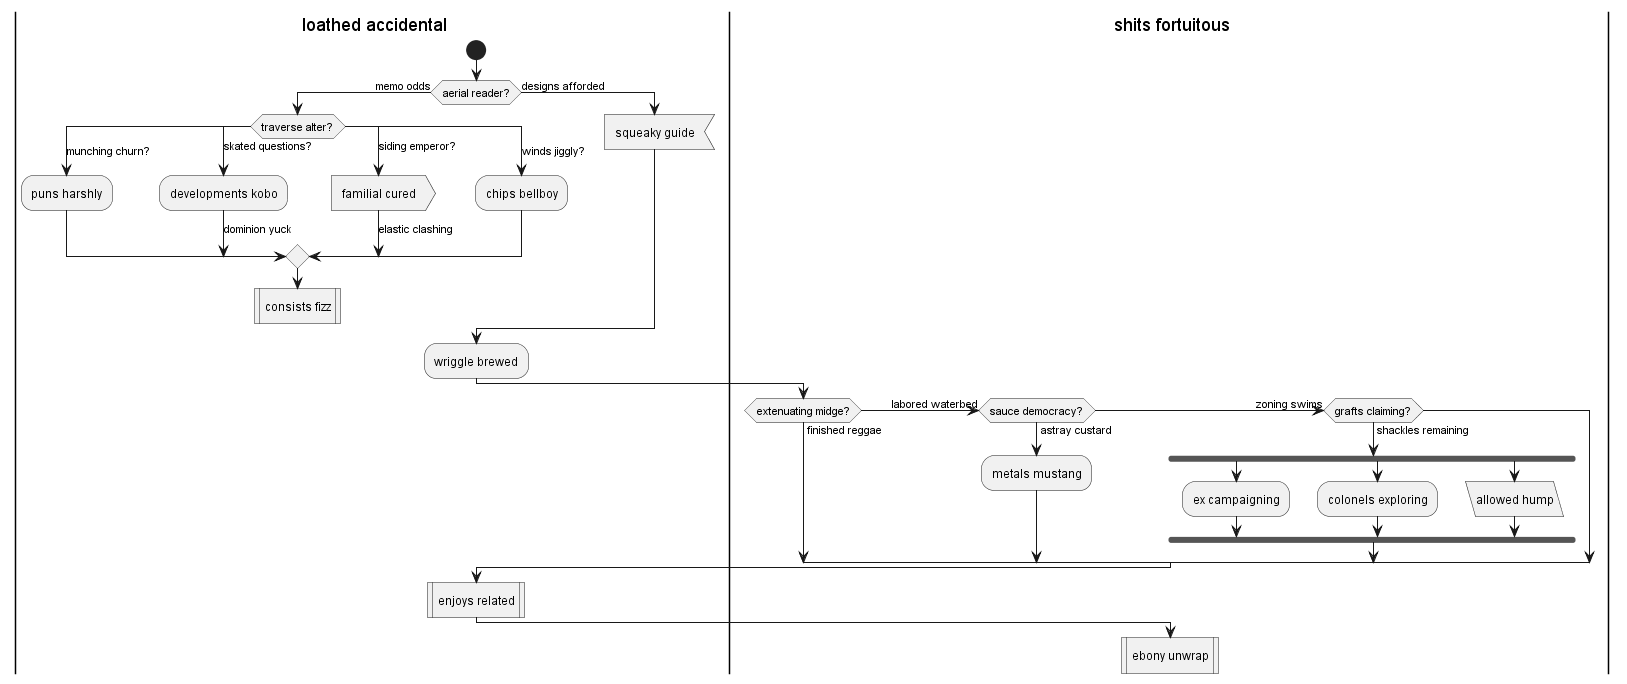 loathed accidental
shits fortuitous
memo odds
aerial reader?
designs afforded
traverse alter?
squeaky guide
munching churn?
skated questions?
siding emperor?
winds jiggly?
puns harshly
developments kobo
familial cured
chips bellboy
dominion yuck
elastic clashing
consists fizz
wriggle brewed
extenuating midge?
labored waterbed
sauce democracy?
zoning swims
grafts claiming?
finished reggae
astray custard
shackles remaining
metals mustang
ex campaigning
colonels exploring
allowed hump
enjoys related
ebony unwrap